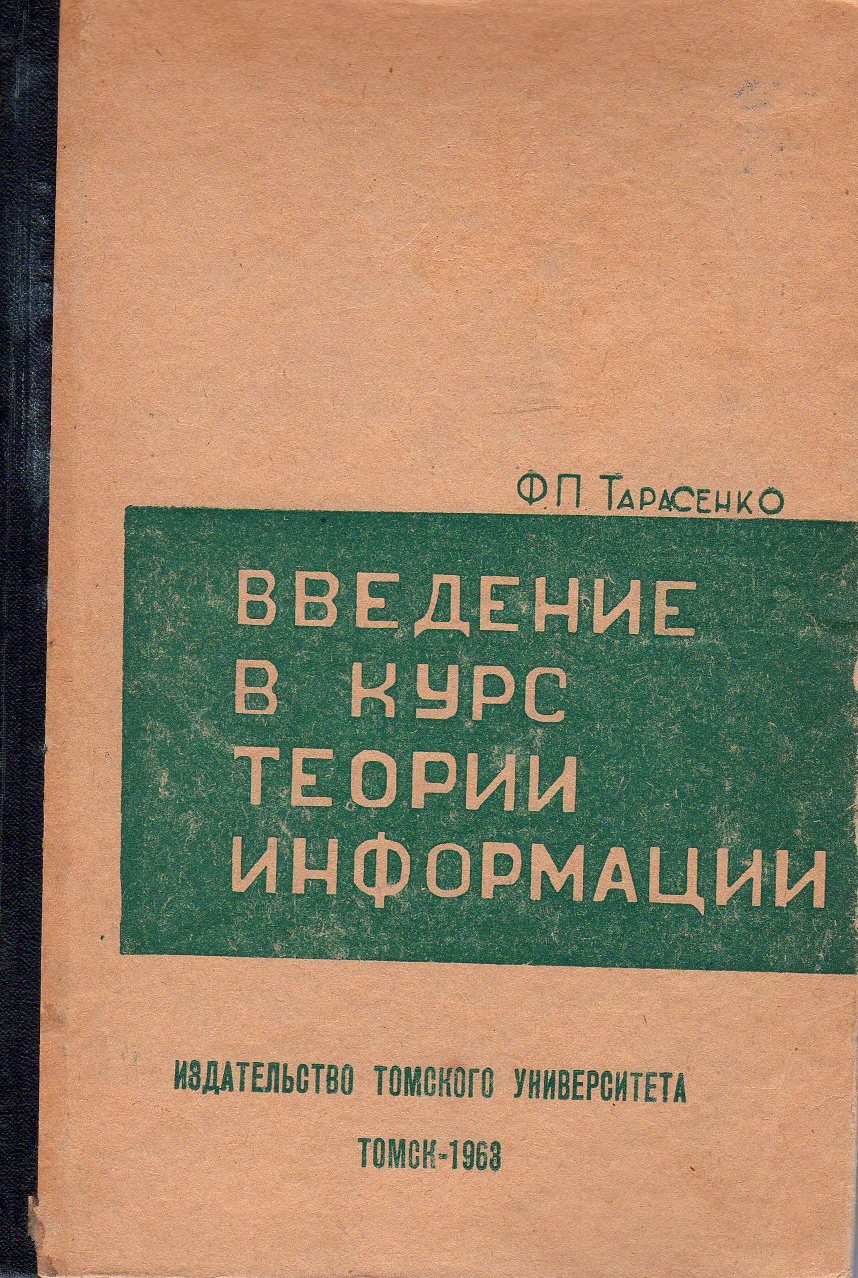 Ф.П. ТАРАСЕНКО
ВВЕДЕНИЕ
В КУРС
ТЕОРИИ
ИНФОРМАЦИИ
ИЗДАТЕЛЬСТВО ТОМСКОГО УНИВЕРСИТЕТА
ТОМСК-1963